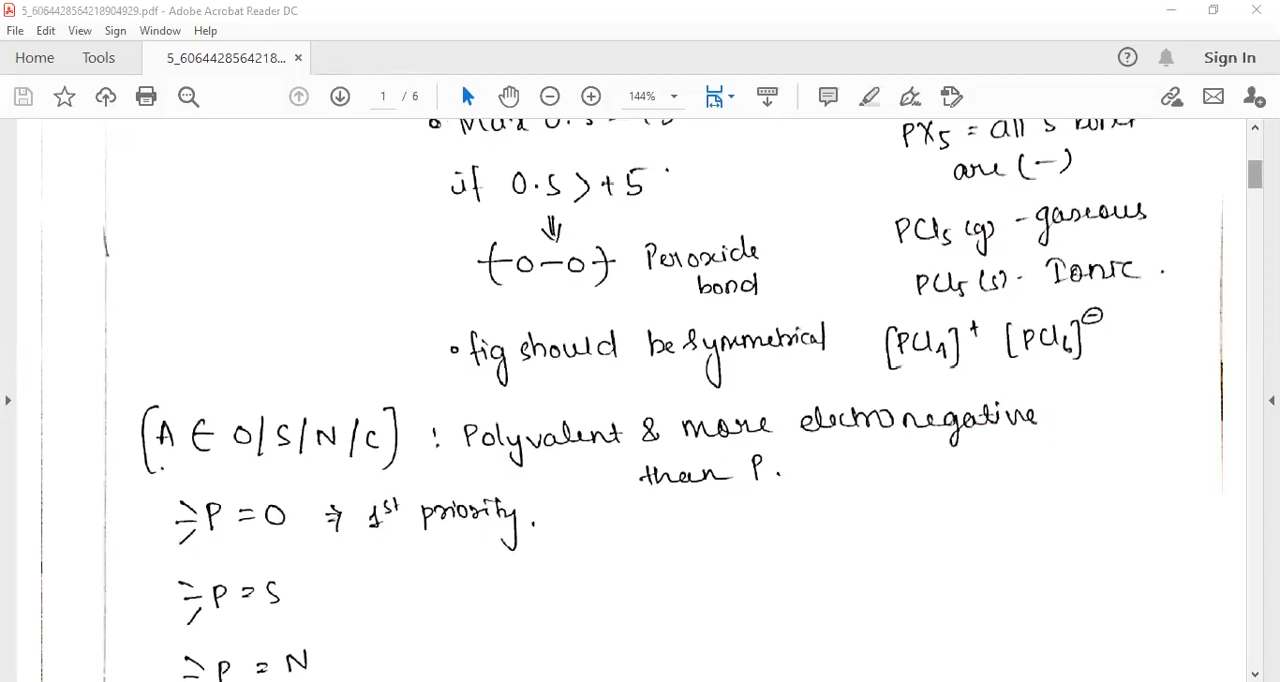 5_6064428564218904929.pdf - Adobe Acrobat Reader DC
File Edit View Sign Window Help
Home Tools 5_6064428564218... ×
Sign In
1 / 6 144%
PX5 = all 5
are (-)
if O.S > +5
(-O-O-) Peroxide
bond
PCl5 (g) - gaseous
PCl5 (s) - Ionic.
• fig should be symmetrical
[PCl4]+ [PCl6]⊖
[A ∈ O/S/N/C] : Polyvalent & more electronegative
than P.
P = O ⇒ 1st priority.
P = S
P = N